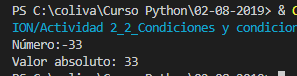 PS C:\coliva\Curso Python\02-08-2019> & C
ION/Actividad 2_2_Condiciones y condicion
Número:-33
Valor absoluto: 33